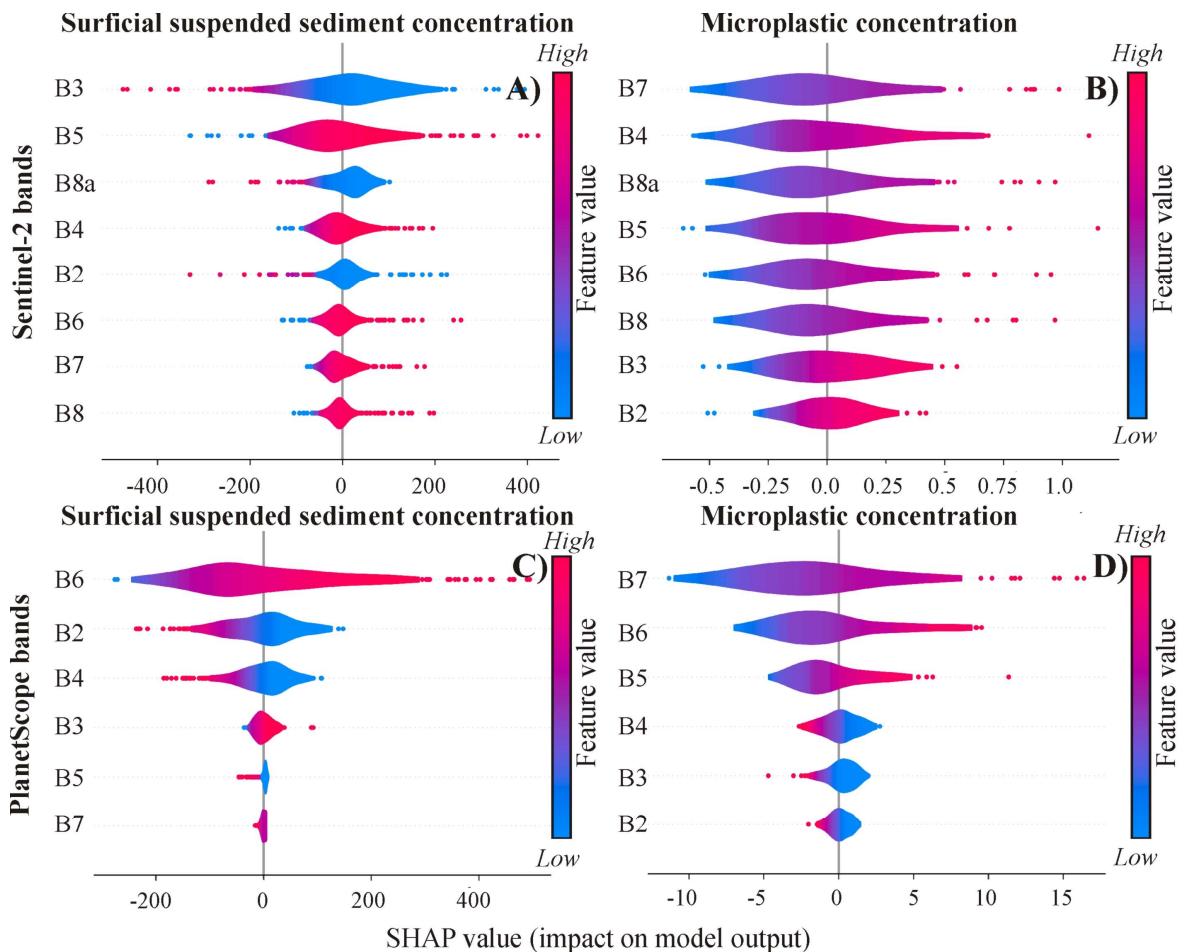 Surficial suspended sediment concentration
Microplastic concentration
High
High
A)
B)
B3
B5
B8a
B4
B2
B6
B7
B8
B7
B4
B8a
B5
B6
B8
B3
B2
Sentinel-2 bands
Feature value
Feature value
Low
Low
-400 -200 0 200 400
-0.5 -0.25 0.0 0.25 0.5 0.75 1.0
Surficial suspended sediment concentration
Microplastic concentration
High
High
C)
D)
B6
B2
B4
B3
B5
B7
B7
B6
B5
B4
B3
B2
PlanetScope bands
Feature value
Feature value
Low
Low
-200 0 200 400
-10 -5 0 5 10 15
SHAP value (impact on model output)